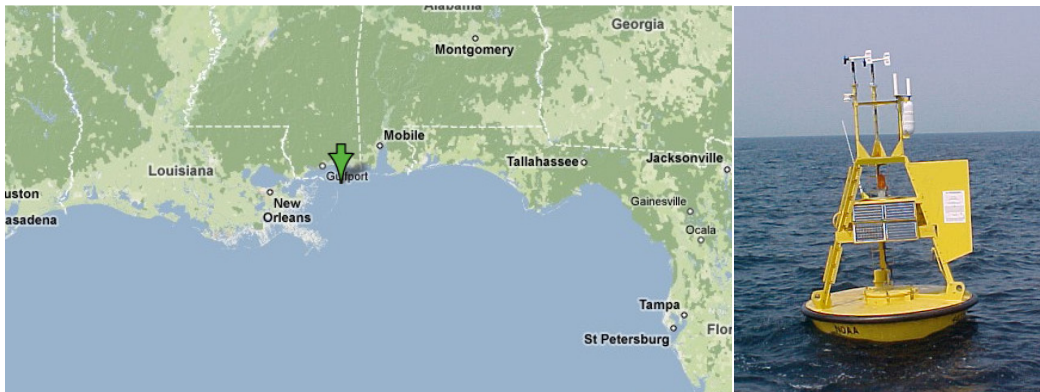 Alabama
Georgia
Montgomery
Mobile
Louisiana
Gulfport
Tallahassee
Jacksonville
uston
asadena
New
Orleans
Gainesville
Ocala
Tampa
St Petersburg
Flor
NOAA